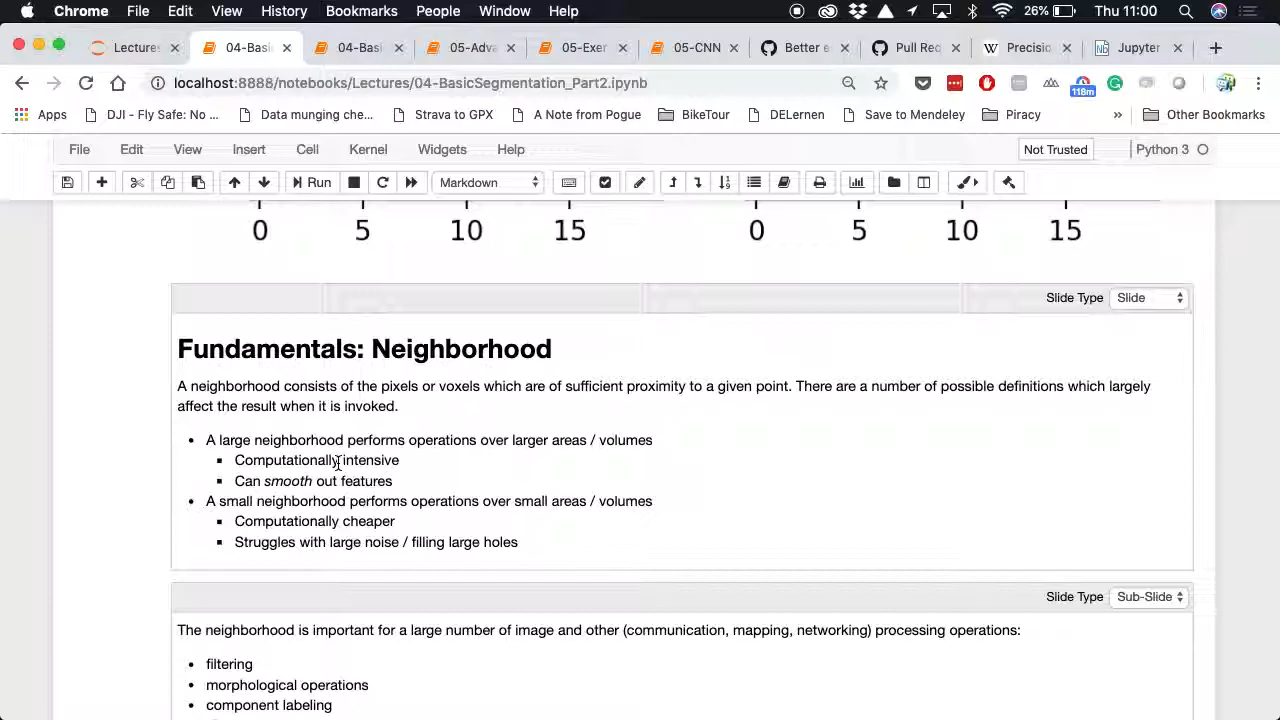 Chrome File Edit View History Bookmarks People Window Help 26% Thu 11:00
Lectures 04-Basi 04-Basi 05-Adva 05-Exer 05-CNN Better e Pull Req Precisio Jupyter
localhost:8888/notebooks/Lectures/04-BasicSegmentation_Part2.ipynb 118m
Apps DJI - Fly Safe: No ... Data munging che... Strava to GPX A Note from Pogue BikeTour DELernen Save to Mendeley Piracy » Other Bookmarks
File Edit View Insert Cell Kernel Widgets Help Not Trusted Python 3
Run Markdown
0 5 10 15 0 5 10 15
Slide Type Slide
Fundamentals: Neighborhood
A neighborhood consists of the pixels or voxels which are of sufficient proximity to a given point. There are a number of possible definitions which largely
affect the result when it is invoked.
• A large neighborhood performs operations over larger areas / volumes
▪ Computationally intensive
▪ Can smooth out features
• A small neighborhood performs operations over small areas / volumes
▪ Computationally cheaper
▪ Struggles with large noise / filling large holes
Slide Type Sub-Slide
The neighborhood is important for a large number of image and other (communication, mapping, networking) processing operations:
• filtering
• morphological operations
• component labeling